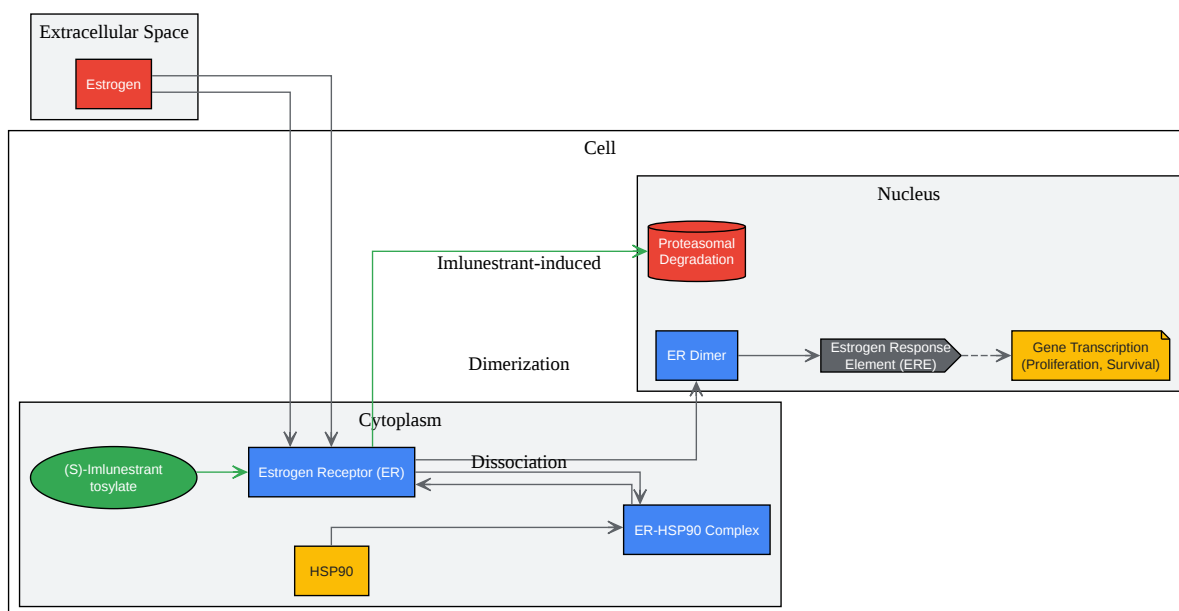 Extracellular Space
Estrogen
Cell
Nucleus
Proteasomal
Degradation
Imlunestrant-induced
ER Dimer
Estrogen Response
Element (ERE)
Gene Transcription
(Proliferation, Survival)
Dimerization
Cytoplasm
(S)-Imlunestrant
tosylate
Estrogen Receptor (ER)
Dissociation
ER-HSP90 Complex
HSP90